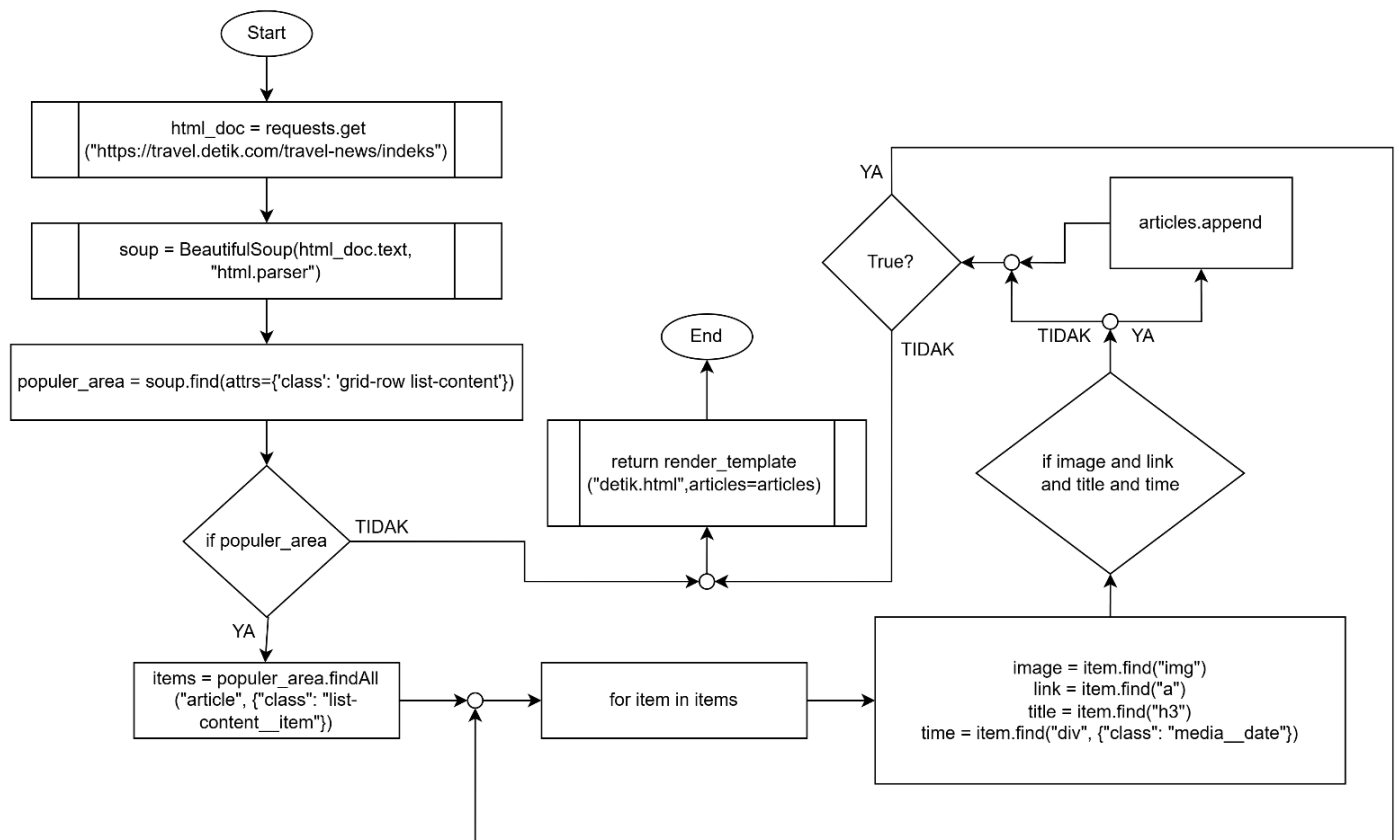 Start
html_doc = requests.get
("https://travel.detik.com/travel-news/indeks")
soup = BeautifulSoup(html_doc.text,
"html.parser")
populer_area = soup.find(attrs={'class': 'grid-row list-content'})
if populer_area
TIDAK
YA
items = populer_area.findAll
("article", {"class": "list-
content__item"})
for item in items
image = item.find("img")
link = item.find("a")
title = item.find("h3")
time = item.find("div", {"class": "media__date"})
if image and link
and title and time
TIDAK
YA
articles.append
True?
YA
TIDAK
return render_template
("detik.html",articles=articles)
End